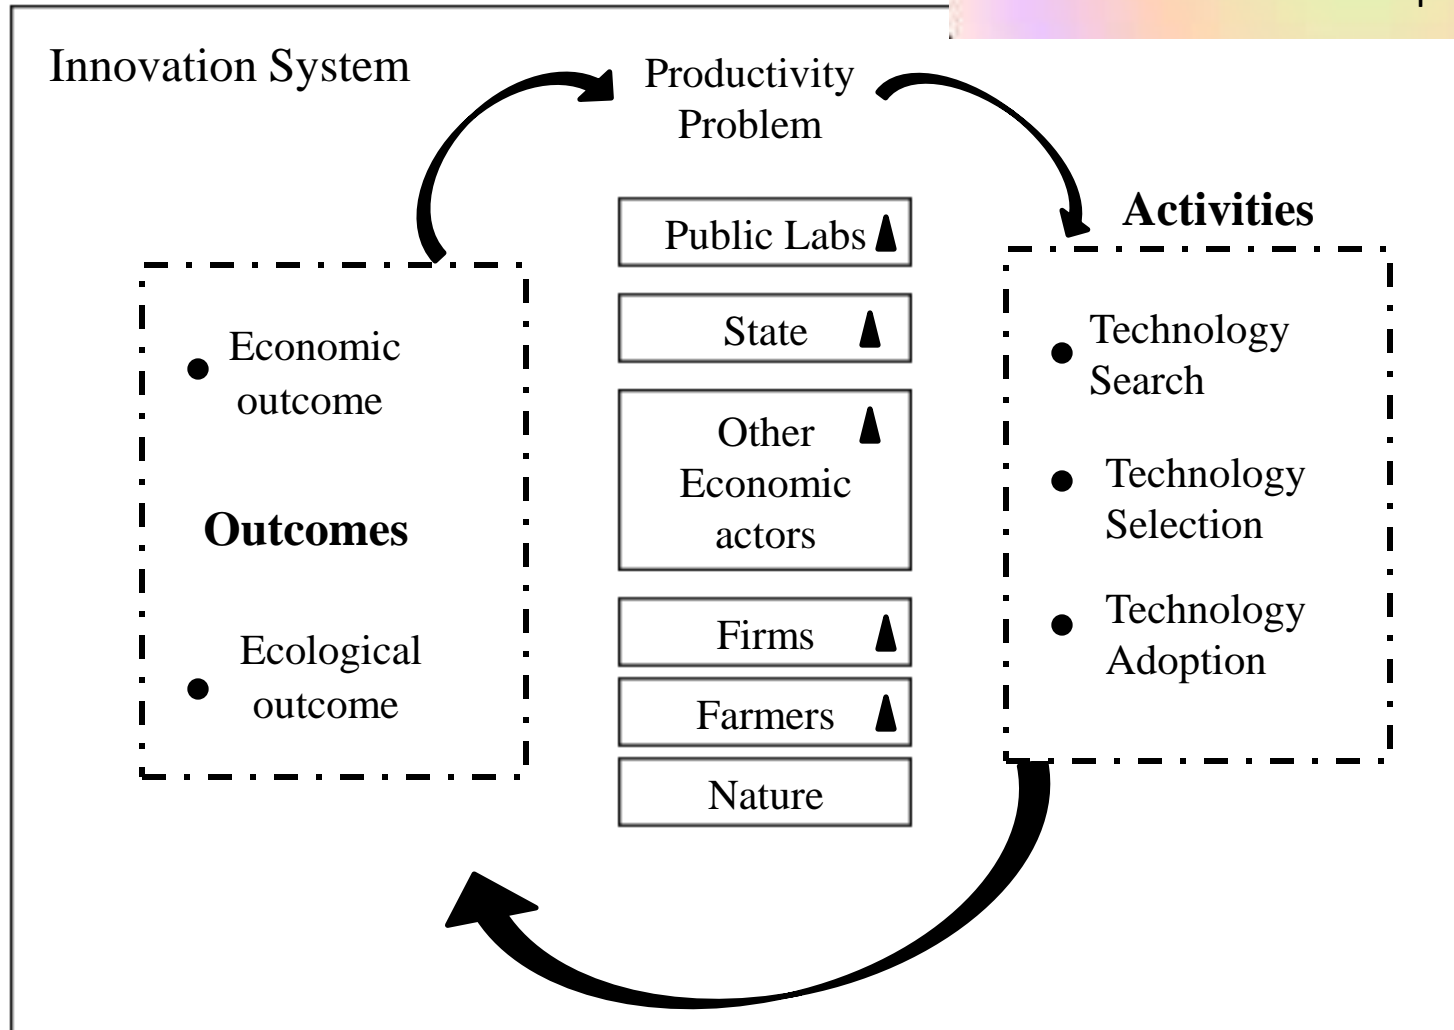 Innovation System
Productivity
Problem
Activities
Public Labs
State
Other
Economic
actors
Firms
Farmers
Nature
Economic
outcome
Outcomes
Ecological
outcome
Technology
Search
Technology
Selection
Technology
Adoption